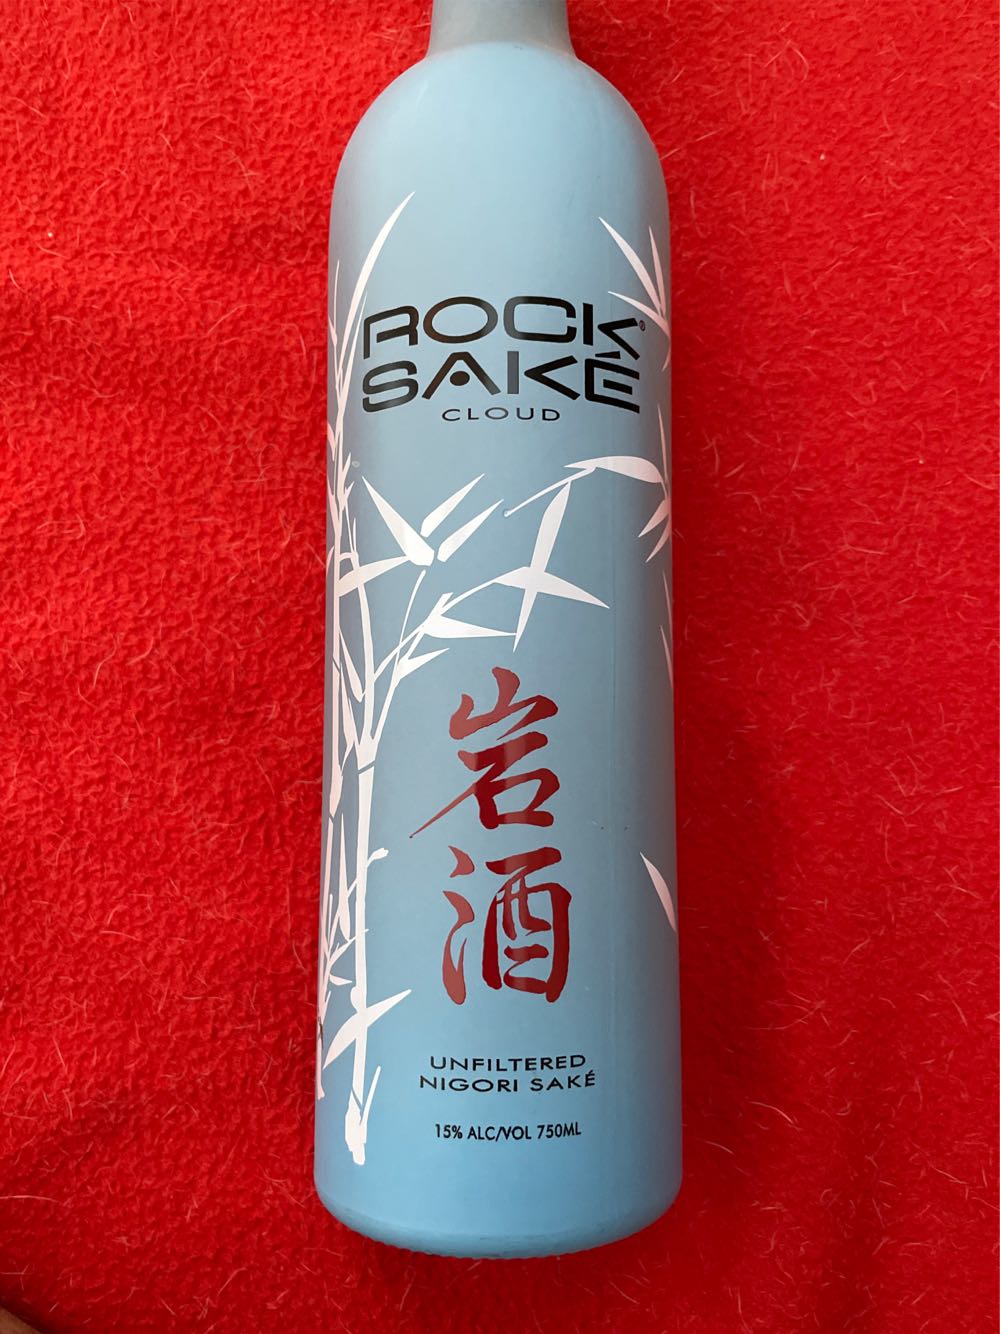 ROCK®
SAKÉ
CLOUD
岩
酒
UNFILTERED
NIGORI SAKÉ
15% ALC/VOL 750ML